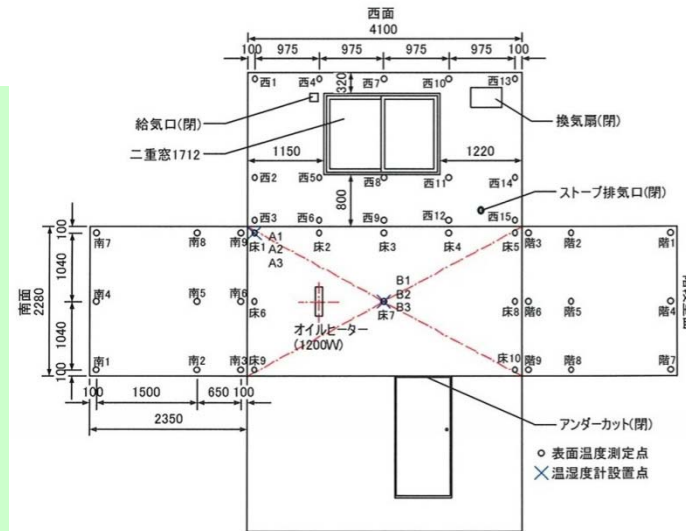 西面
4100
100 975 975 975 975 100
西1 西4 320 西7 西10 西13
給気口(閉)
換気扇(閉)
二重窓1712
1150
1220
西2 西5 西8 西11 西14
800
ストーブ排気口(閉)
西3 西6 西9 西12 西15
100
南7 南8 南9 床1 A1 床2 床3 床4 床5 階3 階2 階1
A2
A3
1040
B1
B2
B3
南面
2280
南4 南5 南6 床6 床7 床8 階6 階5 階4
オイルヒーター
(1200W)
1040
南1 南2 南3 床9 床10 階9 階8 階7
100
100 1500 650 100
2350
アンダーカット(閉)
表面温度測定点
温湿度計設置点